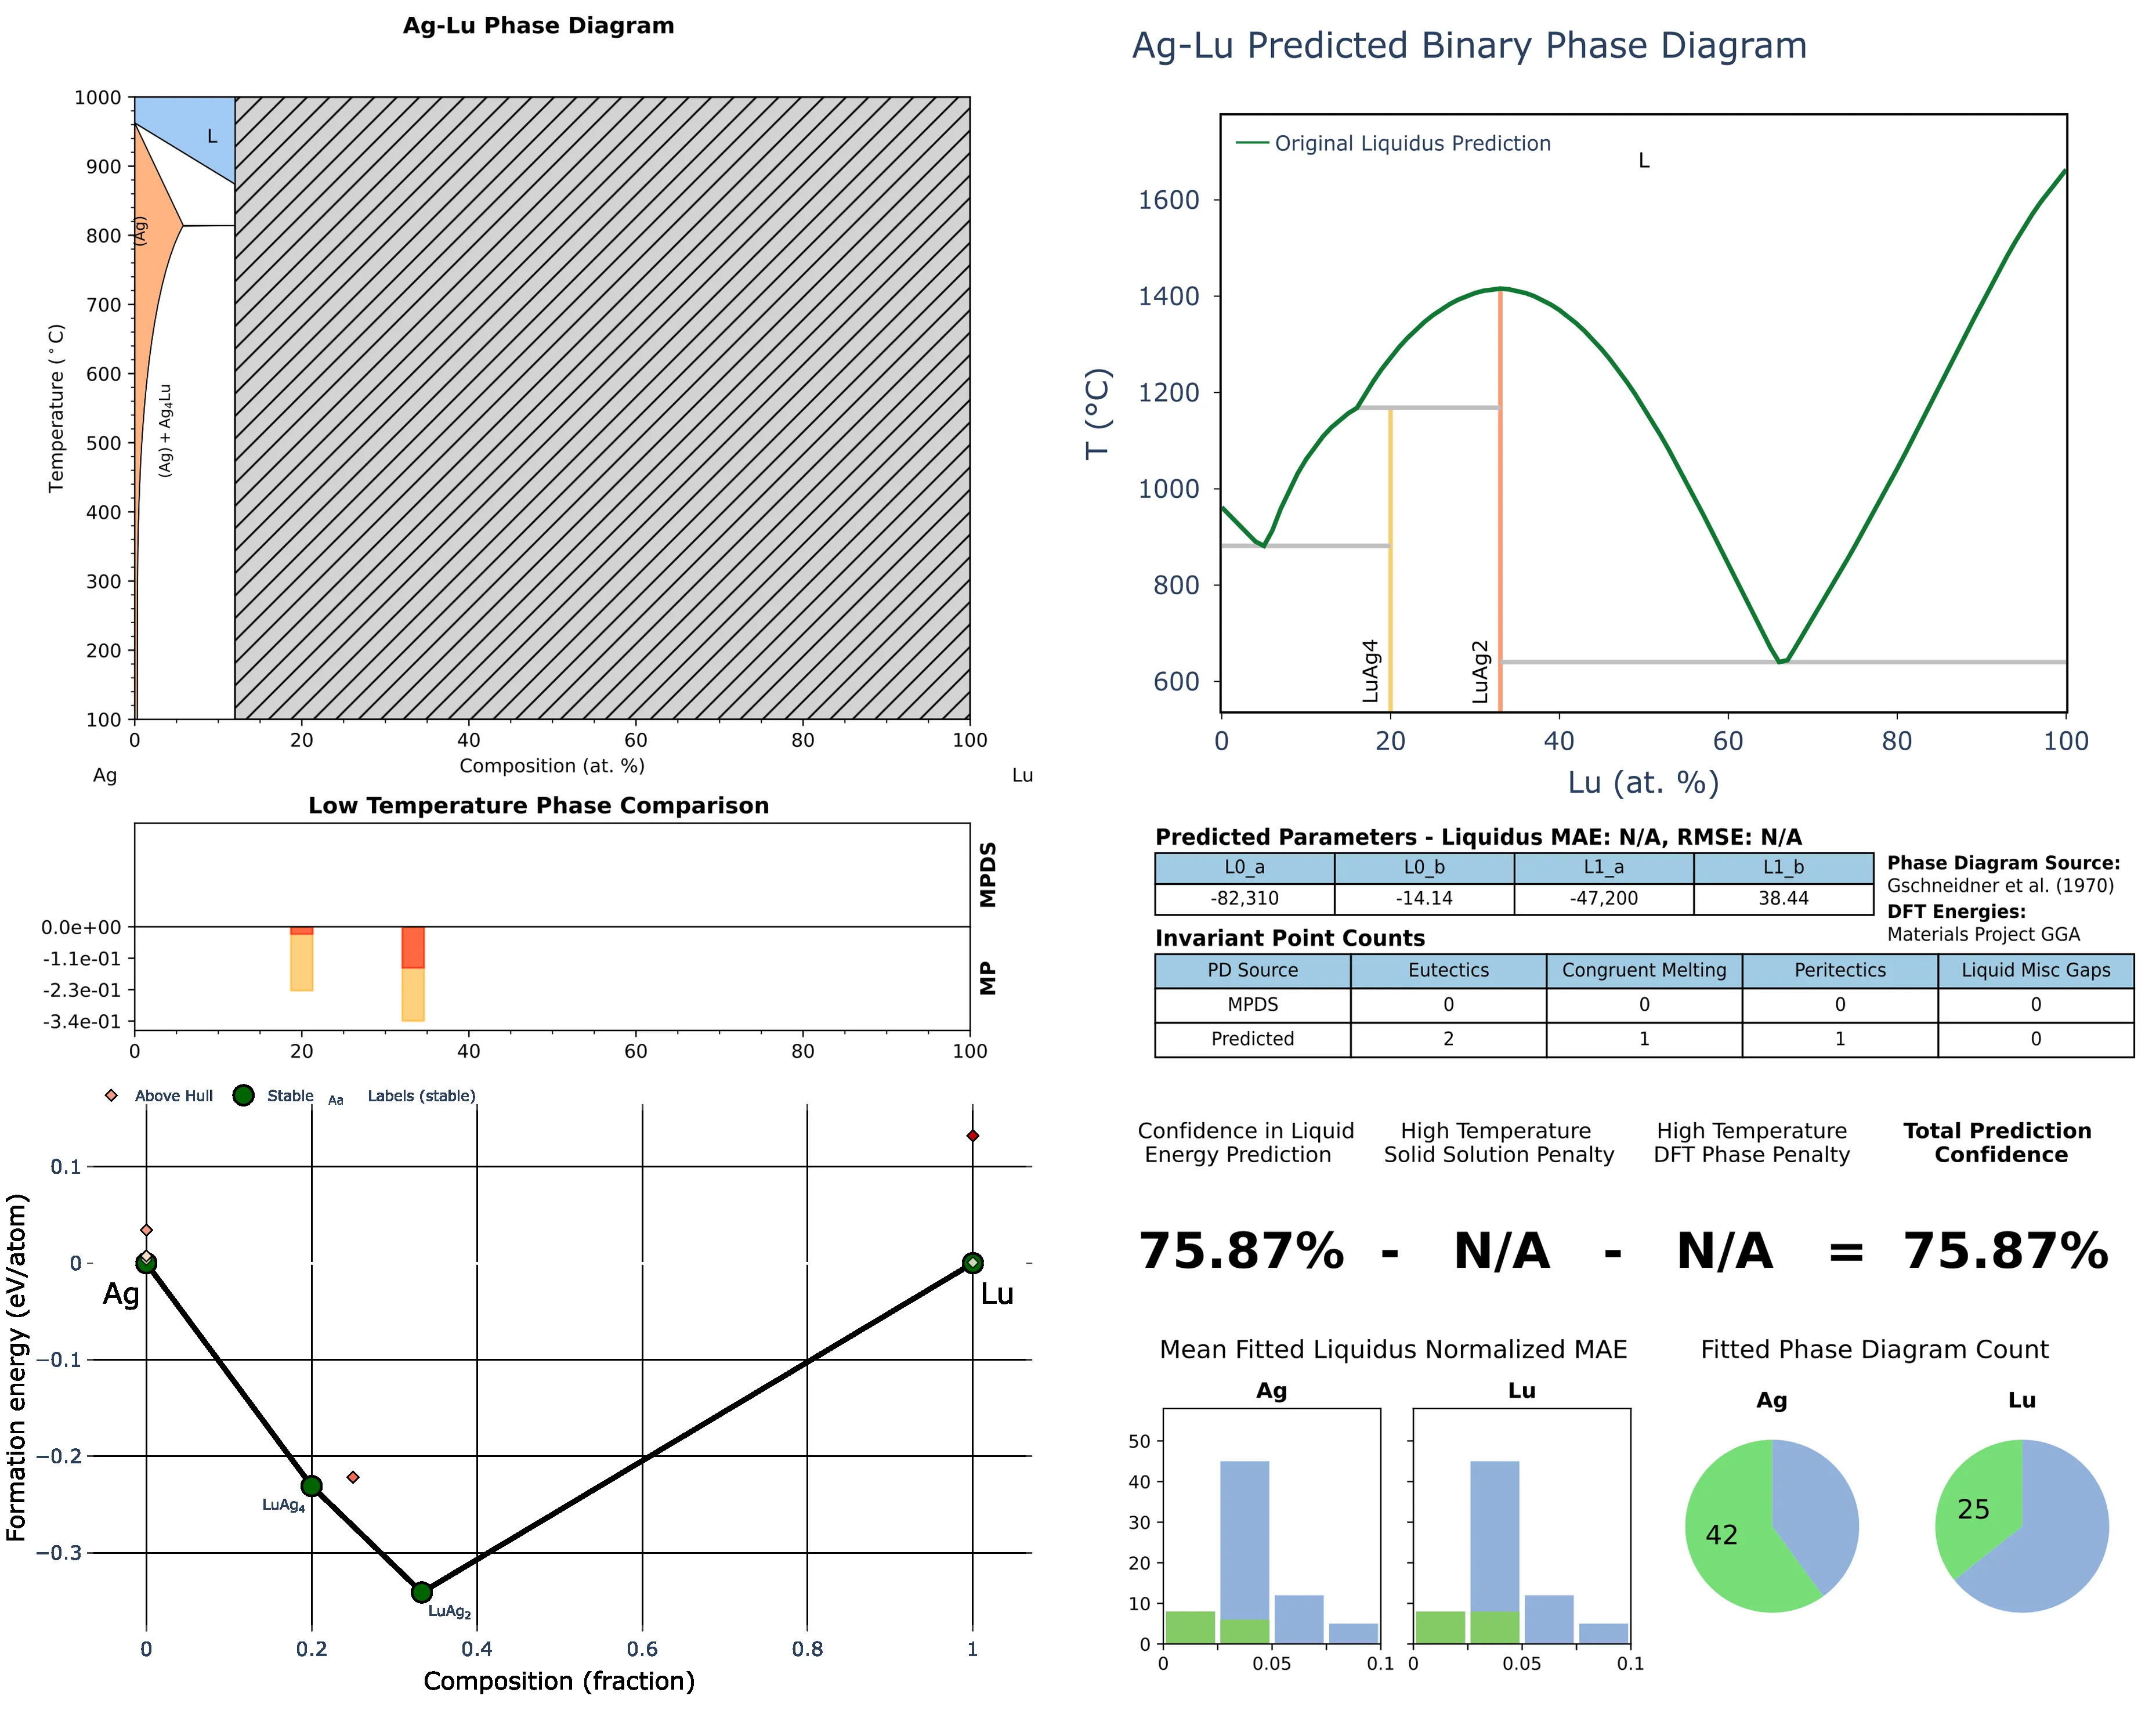 Ag-Lu Phase Diagram
1000
900
800
700
600
500
400
300
200
100
Temperature (°C)
L
(Ag)
(Ag) + Ag₄Lu
0 20 40 60 80 100
Ag Composition (at. %) Lu
Low Temperature Phase Comparison
MPDS
MP
0.0e+00
-1.1e-01
-2.3e-01
-3.4e-01
0 20 40 60 80 100
Above Hull Stable Aa Labels (stable)
0.1
0
−0.1
−0.2
−0.3
Formation energy (eV/atom)
Ag Lu
LuAg₄
LuAg₂
0 0.2 0.4 0.6 0.8 1
Composition (fraction)
Ag-Lu Predicted Binary Phase Diagram
Original Liquidus Prediction
L
1600
1400
1200
1000
800
600
T (°C)
LuAg4
LuAg2
0 20 40 60 80 100
Lu (at. %)
Predicted Parameters - Liquidus MAE: N/A, RMSE: N/A
L0_a L0_b L1_a L1_b
-82,310 -14.14 -47,200 38.44
Phase Diagram Source:
Gschneidner et al. (1970)
DFT Energies:
Materials Project GGA
Invariant Point Counts
PD Source Eutectics Congruent Melting Peritectics Liquid Misc Gaps
MPDS 0 0 0 0
Predicted 2 1 1 0
Confidence in Liquid
Energy Prediction
High Temperature
Solid Solution Penalty
High Temperature
DFT Phase Penalty
Total Prediction
Confidence
75.87% - N/A - N/A = 75.87%
Mean Fitted Liquidus Normalized MAE
Ag Lu
50
40
30
20
10
0
0 0.05 0.1 0 0.05 0.1
Fitted Phase Diagram Count
Ag Lu
42 25